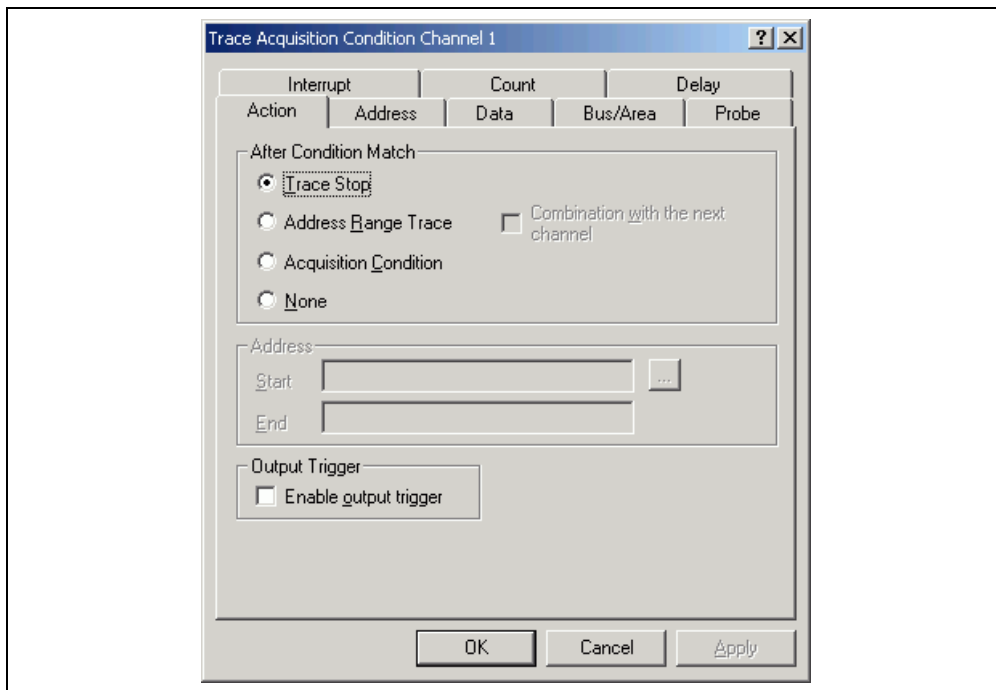 Trace Acquisition Condition Channel 1
Interrupt
Count
Delay
Action
Address
Data
Bus/Area
Probe
After Condition Match
Trace Stop
Address Range Trace
Combination with the next
channel
Acquisition Condition
None
Address
Start
...
End
Output Trigger
Enable output trigger
OK
Cancel
Apply